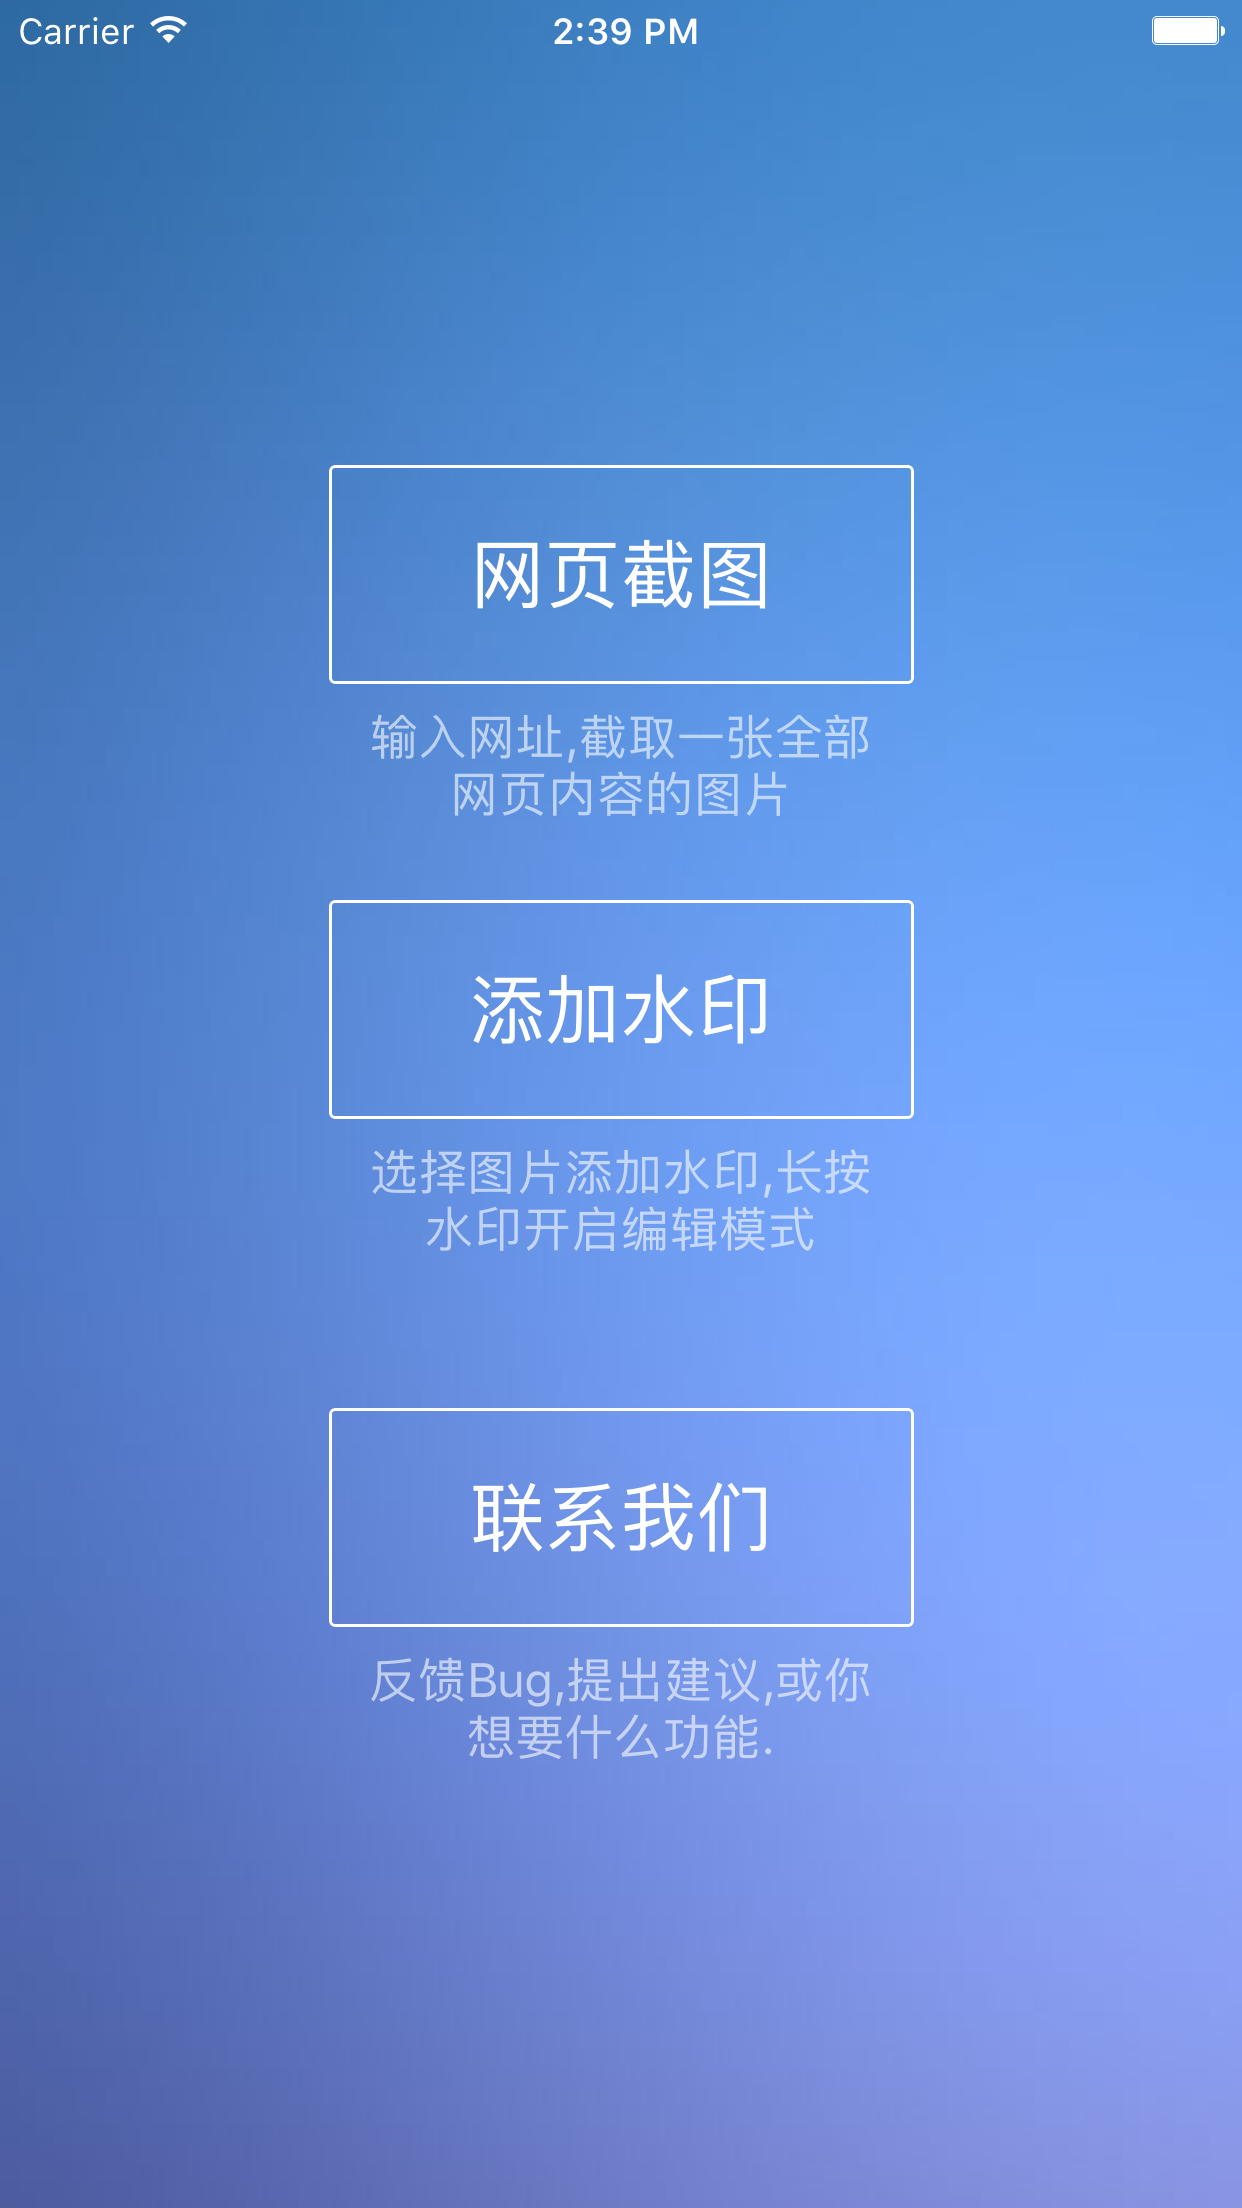 Carrier 2:39 PM
网页截图
输入网址,截取一张全部
网页内容的图片
添加水印
选择图片添加水印,长按
水印开启编辑模式
联系我们
反馈Bug,提出建议,或你
想要什么功能.